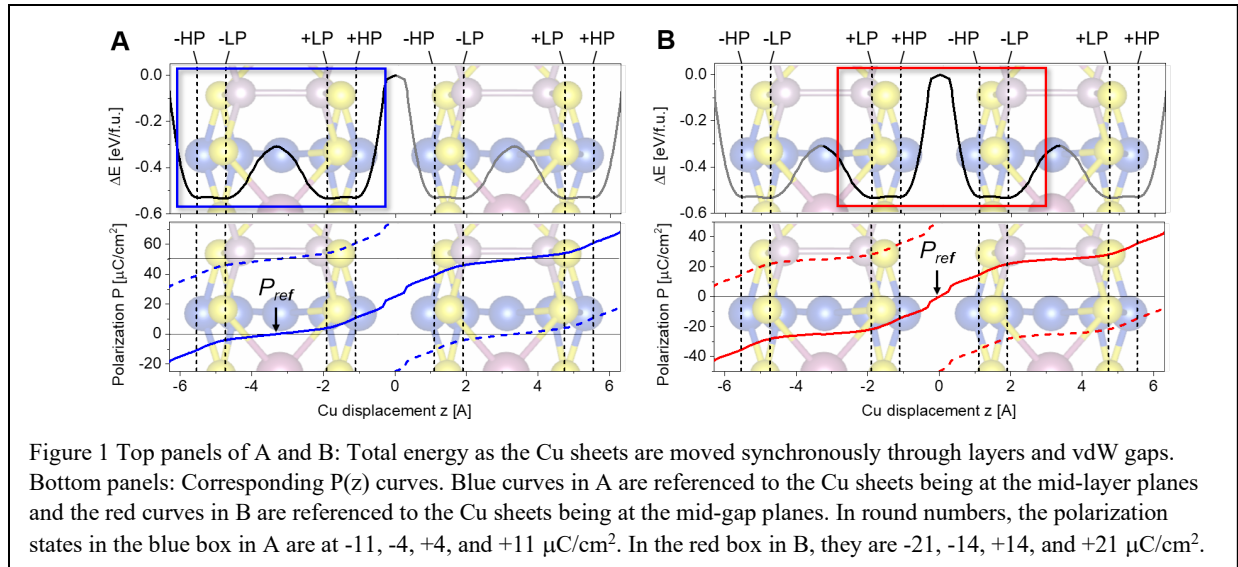 A
-HP
-LP
+LP
+HP
-HP
-LP
+LP
+HP
0.0
-0.2
-0.4
-0.6
ΔE [eV/f.u.]
60
40
20
0
-20
Polarization P [µC/cm²]
Pref
-6 -4 -2 0 2 4 6
Cu displacement z [A]
B
-HP
-LP
+LP
+HP
-HP
-LP
+LP
+HP
0.0
-0.2
-0.4
-0.6
ΔE [eV/f.u.]
40
20
0
-20
-40
Polarization P [µC/cm²]
Pref
-6 -4 -2 0 2 4 6
Cu displacement z [A]
Figure 1 Top panels of A and B: Total energy as the Cu sheets are moved synchronously through layers and vdW gaps.
Bottom panels: Corresponding P(z) curves. Blue curves in A are referenced to the Cu sheets being at the mid-layer planes
and the red curves in B are referenced to the Cu sheets being at the mid-gap planes. In round numbers, the polarization
states in the blue box in A are at -11, -4, +4, and +11 μC/cm². In the red box in B, they are -21, -14, +14, and +21 μC/cm².